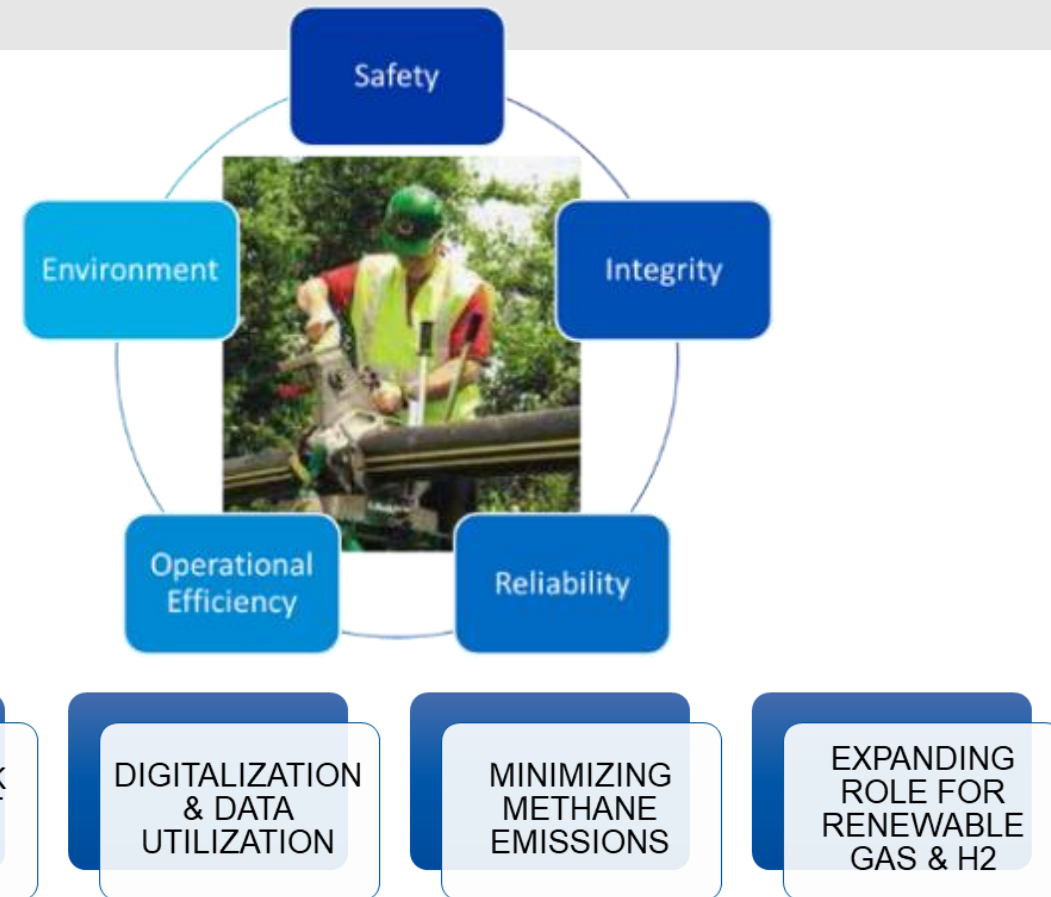 Safety
Environment
Integrity
Operational
Efficiency
Reliability
DIGITALIZATION
& DATA
UTILIZATION
MINIMIZING
METHANE
EMISSIONS
EXPANDING
ROLE FOR
RENEWABLE
GAS & H2